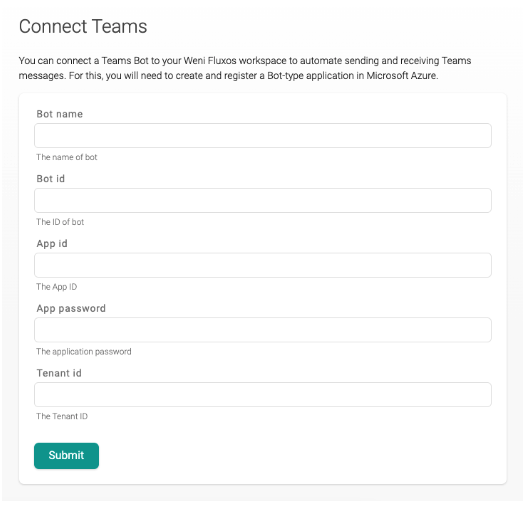 Connect Teams
You can connect a Teams Bot to your Weni Fluxos workspace to automate sending and receiving Teams
messages. For this, you will need to create and register a Bot-type application in Microsoft Azure.
Bot name
The name of bot
Bot id
The ID of bot
App id
The App ID
App password
The application password
Tenant id
The Tenant ID
Submit